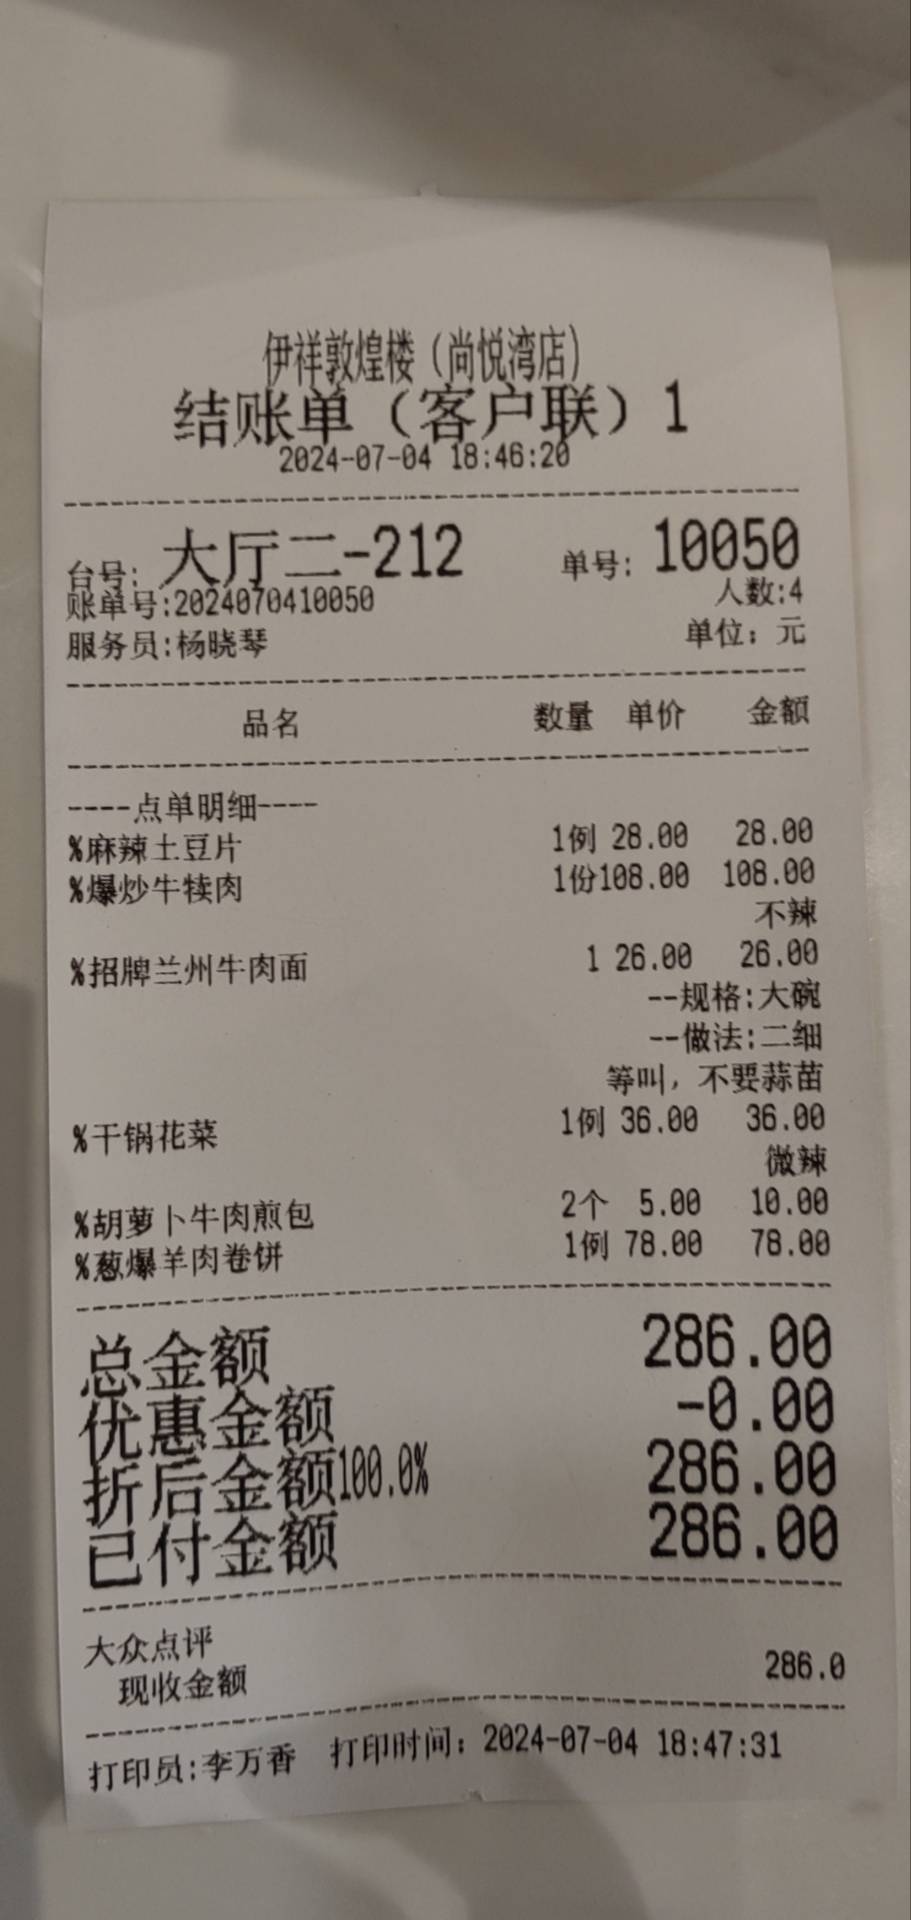 伊祥敦煌楼（尚悦湾店）
结账单（客户联）1
2024-07-04 18:46:20
台号: 大厅二-212 单号: 10050
账单号:2024070410050 人数:4
服务员:杨晓琴 单位：元
品名 数量 单价 金额
----点单明细----
%麻辣土豆片 1例 28.00 28.00
%爆炒牛犊肉 1份108.00 108.00
不辣
%招牌兰州牛肉面 1 26.00 26.00
--规格:大碗
--做法:二细
等叫，不要蒜苗
%干锅花菜 1例 36.00 36.00
微辣
%胡萝卜牛肉煎包 2个 5.00 10.00
%葱爆羊肉卷饼 1例 78.00 78.00
总金额 286.00
优惠金额 -0.00
折后金额100.0% 286.00
已付金额 286.00
大众点评
现收金额 286.0
打印员:李万香 打印时间：2024-07-04 18:47:31